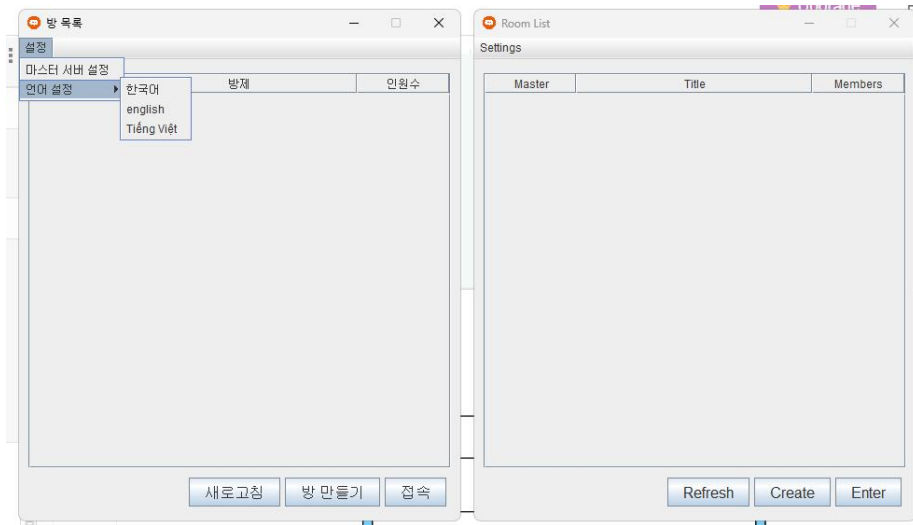 방 목록
설정
마스터 서버 설정
언어 설정
한국어
english
Tiếng Việt
방제
인원수
새로고침
방 만들기
접속
Upgrade
Room List
Settings
Master
Title
Members
Refresh
Create
Enter